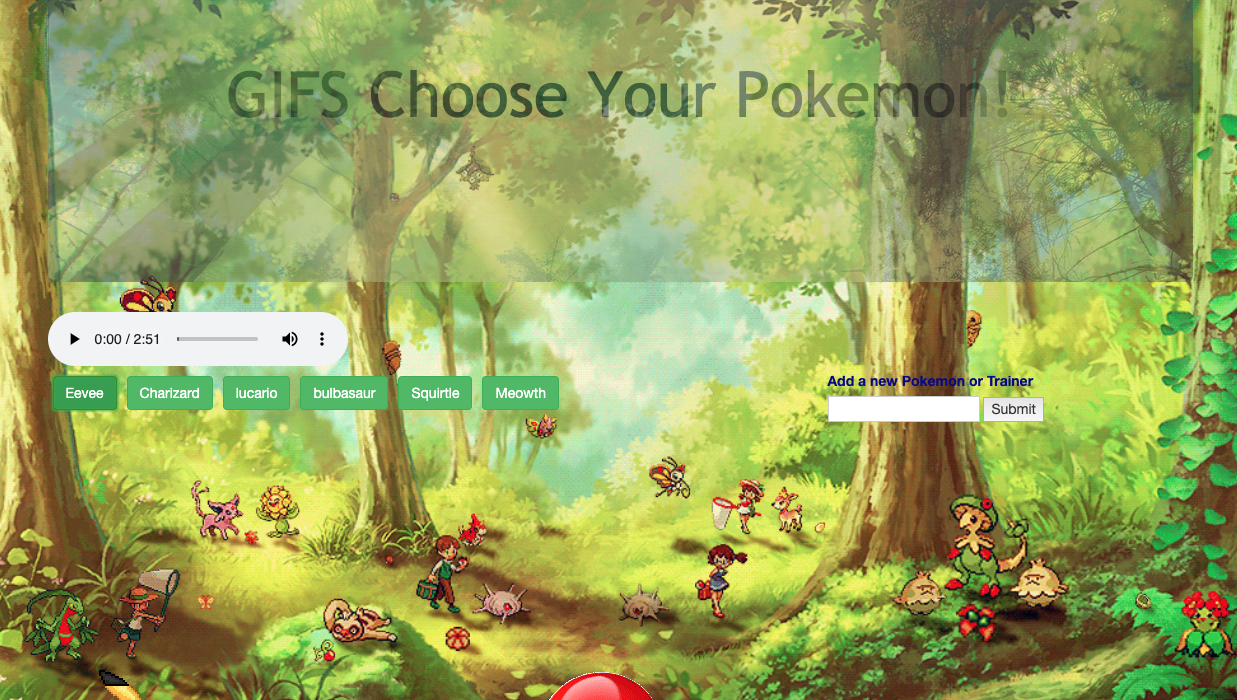 GIFS Choose Your Pokemon!
0:00 / 2:51
Eevee Charizard lucario bulbasaur Squirtle Meowth
Add a new Pokemon or Trainer
Submit